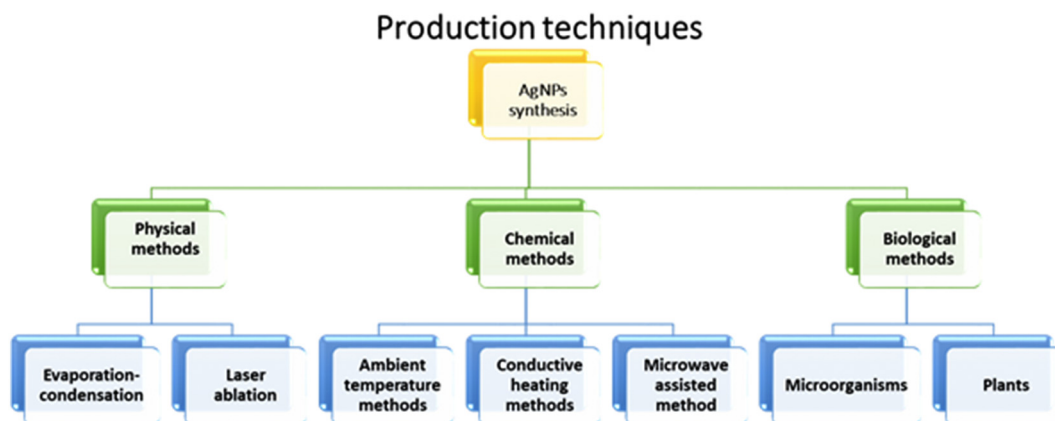 Production techniques
AgNPs
synthesis
Physical
methods
Chemical
methods
Biological
methods
Evaporation-
condensation
Laser
ablation
Ambient
temperature
methods
Conductive
heating
methods
Microwave
assisted
method
Microorganisms
Plants